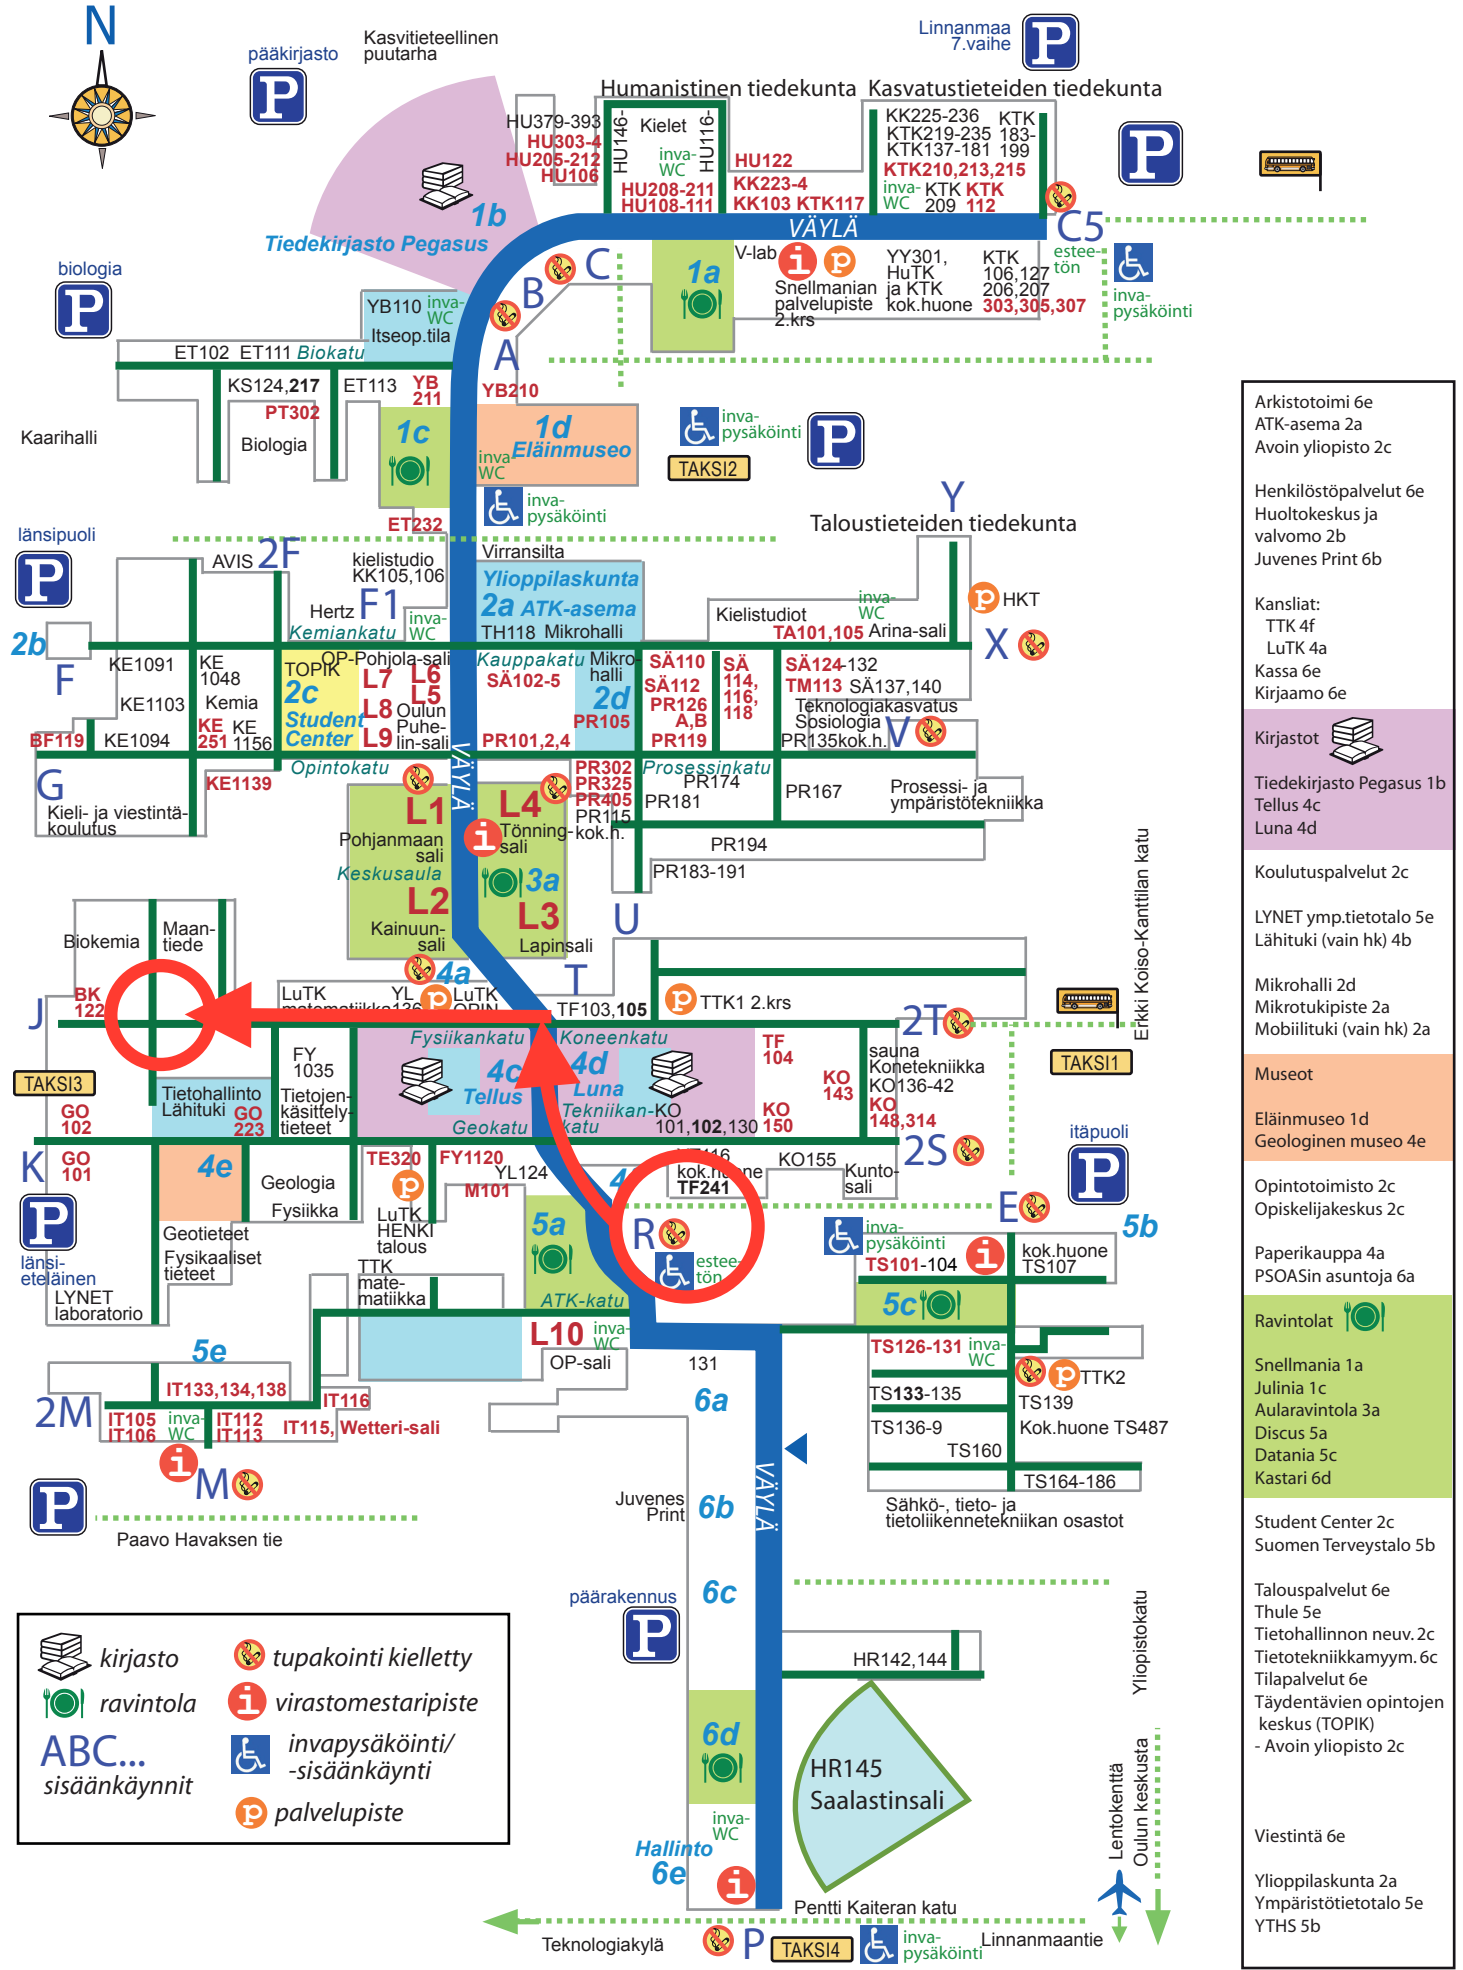 N
pääkirjasto
P
Kasvitieteellinen
puutarha
Linnanmaa
7.vaihe
P
Humanistinen tiedekunta
Kasvatustieteiden tiedekunta
HU379-393
HU303-4
HU205-212
HU106
HU146-
Kielet
inva-
WC
HU116-
HU208-211
HU108-111
HU122
KK223-4
KK103 KTK117
KK225-236
KTK219-235
KTK137-181
KTK
183-
199
KTK210,213,215
inva-
WC
KTK
209
KTK
112
P
1b
Tiedekirjasto Pegasus
VÄYLÄ
C5
estee-
tön
inva-
pysäköinti
biologia
P
YB110
inva-
WC
Itseop.tila
B
C
A
1a
V-lab
i
p
Snellmanian
palvelupiste
2.krs
YY301,
HuTK
ja KTK
kok.huone
KTK
106,127
206,207
303,305,307
ET102 ET111 Biokatu
KS124,217
ET113
YB
211
YB210
PT302
Kaarihalli
Biologia
1c
1d
Eläinmuseo
inva-
WC
inva-
pysäköinti
TAKSI2
P
inva-
pysäköinti
ET232
länsipuoli
P
AVIS
2F
kielistudio
KK105,106
Hertz
F1
inva-
WC
Kemiankatu
Virransilta
Ylioppilaskunta
2a ATK-asema
TH118 Mikrohalli
Y
Taloustieteiden tiedekunta
Kielistudiot
inva-
WC
TA101,105 Arina-sali
p
HKT
X
2b
F
KE1091
KE
1048
KE1103
Kemia
KE
251
KE
1156
BF119
KE1094
G
Kieli- ja viestintä-
koulutus
KE1139
TOPIK
2c
Student
Center
OP-Pohjola-sali
L7
L6
L5
L8
Oulun
Puhe-
lin-sali
L9
Opintokatu
Kauppakatu
SÄ102-5
Mikro-
halli
2d
PR105
PR101,2,4
SÄ110
SÄ112
PR126
A,B
PR119
SÄ
114,
116,
118
SÄ124-132
TM113 SÄ137,140
Teknologiakasvatus
Sosiologia
PR135kok.h.
V
VÄYLÄ
PR302
PR325
PR405
PR115
kok.h.
Prosessinkatu
PR174
PR181
PR167
Prosessi- ja
ympäristötekniikka
PR194
PR183-191
U
L1
Pohjanmaan
sali
Keskusaula
L2
Kainuun-
sali
L4
i
Tönning-
sali
3a
L3
Lapinsali
Erkki Koiso-Kanttilan katu
Biokemia
Maan-
tiede
BK
122
J
LuTK
matematiikka
YL
126
p
4a
LuTK
OPIN
T
TF103,105
p
TTK1 2.krs
2T
TAKSI1
TAKSI3
Fysiikankatu
Koneenkatu
4c
Tellus
4d
Luna
Geokatu
Tekniikan-
katu
KO
101,102,130
TF
104
KO
143
KO
150
sauna
Konetekniikka
KO136-42
KO
148,314
2S
FY
1035
Tietojen-
käsittely-
tieteet
Tietohallinto
Lähituki
GO
223
GO
102
K
GO
101
P
länsi-
eteläinen
LYNET
laboratorio
4e
Geologia
Fysiikka
Geotieteet
Fysikaaliset
tieteet
TE320
p
LuTK
HENKI
talous
FY1120
M101
YL124
kok.huone
TF241
KO155
Kunto-
sali
R
estee-
tön
5a
ATK-katu
itäpuoli
P
E
5b
inva-
pysäköinti
TS101-104
i
kok.huone
TS107
5c
TTK
mate-
matiikka
L10
inva-
WC
OP-sali
131
5e
IT133,134,138
2M
IT105
IT106
inva-
WC
IT112
IT113
IT116
IT115, Wetteri-sali
i
M
P
Paavo Havaksen tie
TS126-131
inva-
WC
TS133-135
p
TTK2
TS139
TS136-9
Kok.huone TS487
TS160
TS164-186
Sähkö-, tieto- ja
tietoliikennetekniikan osastot
6a
VÄYLÄ
Juvenes
Print
6b
6c
päärakennus
P
HR142,144
6d
HR145
Saalastinsali
inva-
WC
Hallinto
6e
i
Yliopistokatu
Lentokenttä
Oulun keskusta
Pentti Kaiteran katu
Teknologiakylä
P
TAKSI4
inva-
pysäköinti
Linnanmaantie
kirjasto
ravintola
ABC...
sisäänkäynnit
tupakointi kielletty
i
virastomestaripiste
invapysäköinti/
-sisäänkäynti
p
palvelupiste
Arkistotoimi 6e
ATK-asema 2a
Avoin yliopisto 2c
Henkilöstöpalvelut 6e
Huoltokeskus ja
valvomo 2b
Juvenes Print 6b
Kansliat:
TTK 4f
LuTK 4a
Kassa 6e
Kirjaamo 6e
Kirjastot
Tiedekirjasto Pegasus 1b
Tellus 4c
Luna 4d
Koulutuspalvelut 2c
LYNET ymp.tietotalo 5e
Lähituki (vain hk) 4b
Mikrohalli 2d
Mikrotukipiste 2a
Mobiilituki (vain hk) 2a
Museot
Eläinmuseo 1d
Geologinen museo 4e
Opintotoimisto 2c
Opiskelijakeskus 2c
Paperikauppa 4a
PSOASin asuntoja 6a
Ravintolat
Snellmania 1a
Julinia 1c
Aularavintola 3a
Discus 5a
Datania 5c
Kastari 6d
Student Center 2c
Suomen Terveystalo 5b
Talouspalvelut 6e
Thule 5e
Tietohallinnon neuv. 2c
Tietotekniikkamyym. 6c
Tilapalvelut 6e
Täydentävien opintojen
keskus (TOPIK)
- Avoin yliopisto 2c
Viestintä 6e
Ylioppilaskunta 2a
Ympäristötietotalo 5e
YTHS 5b